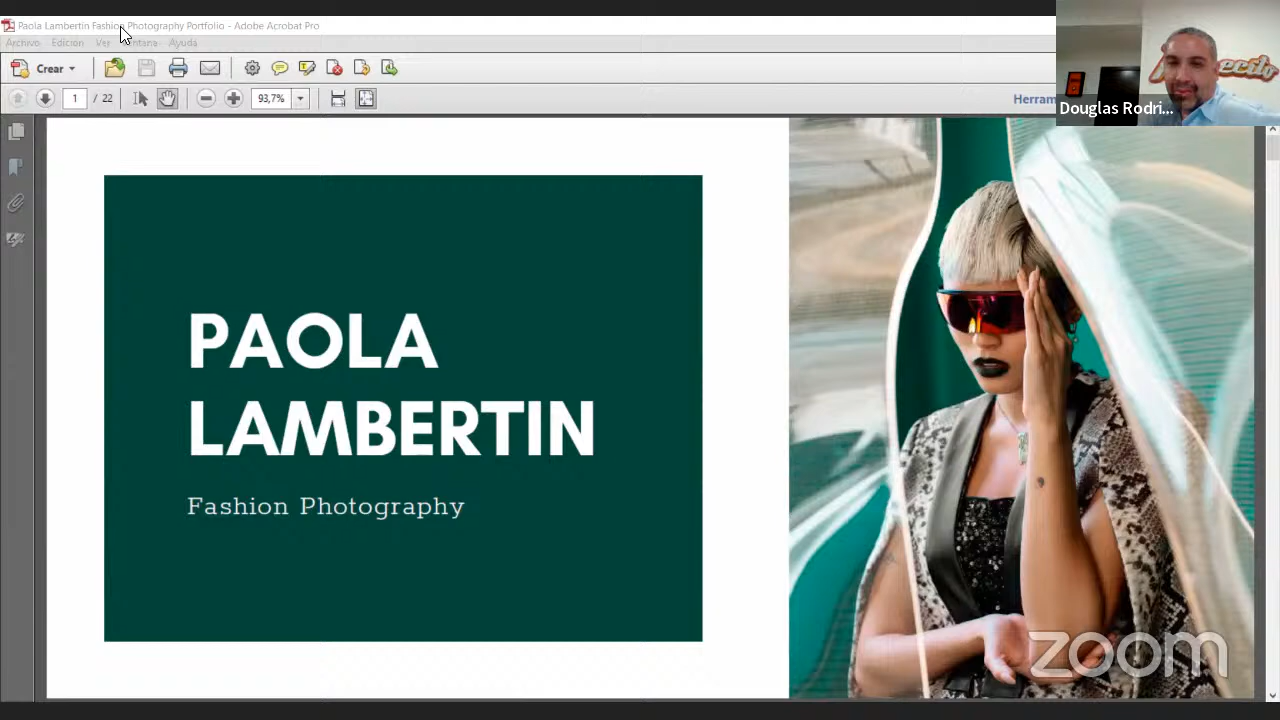 Paola Lambertin Fashion Photography Portfolio - Adobe Acrobat Pro
Archivo Edición Ver Ayuda
Crear
1 / 22
93,7%
Herram
Douglas Rodri...
PAOLA
LAMBERTIN
Fashion Photography
zoom